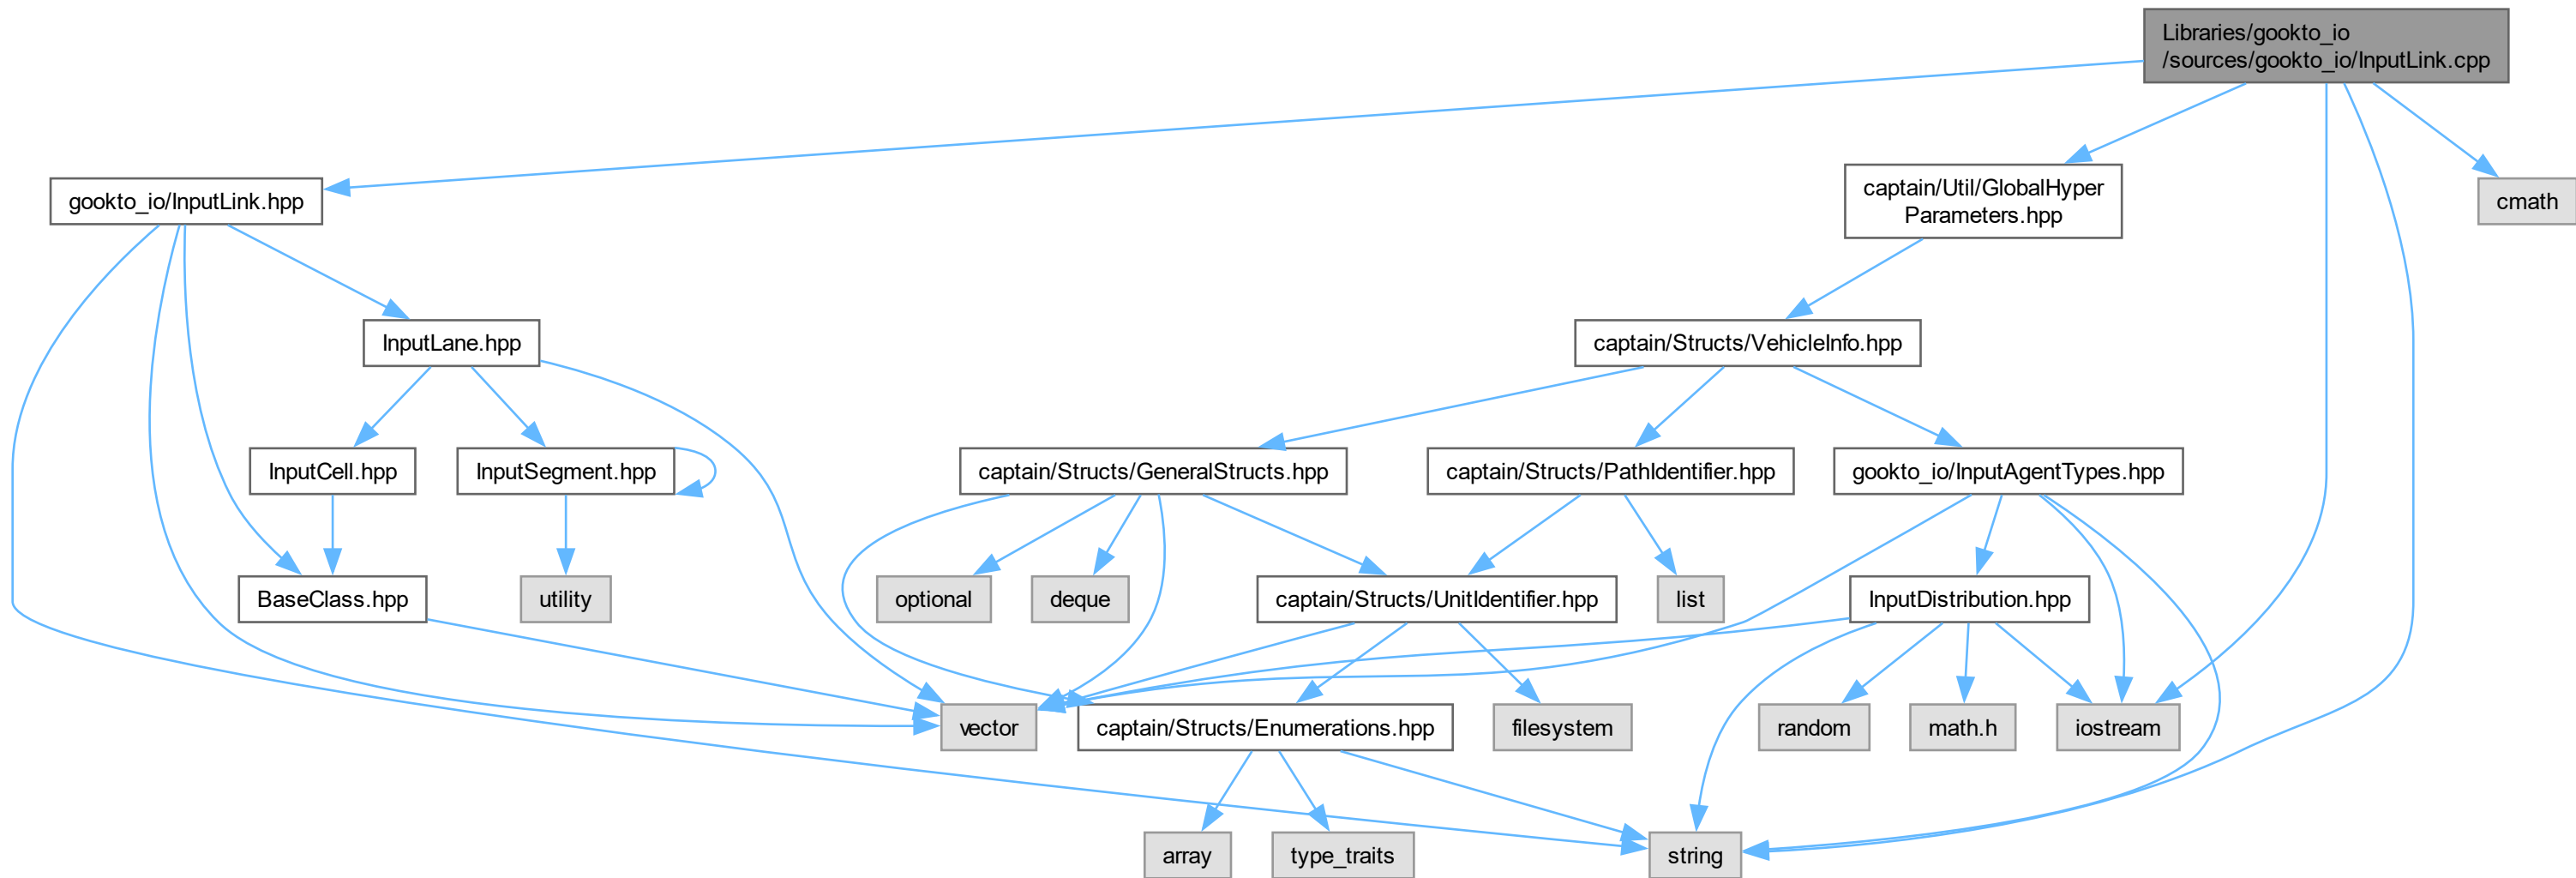 Libraries/gookto_io
/sources/gookto_io/InputLink.cpp
gookto_io/InputLink.hpp
captain/Util/GlobalHyper
Parameters.hpp
cmath
InputLane.hpp
captain/Structs/VehicleInfo.hpp
InputCell.hpp
InputSegment.hpp
captain/Structs/GeneralStructs.hpp
captain/Structs/PathIdentifier.hpp
gookto_io/InputAgentTypes.hpp
BaseClass.hpp
utility
optional
deque
captain/Structs/UnitIdentifier.hpp
list
InputDistribution.hpp
vector
captain/Structs/Enumerations.hpp
filesystem
random
math.h
iostream
array
type_traits
string